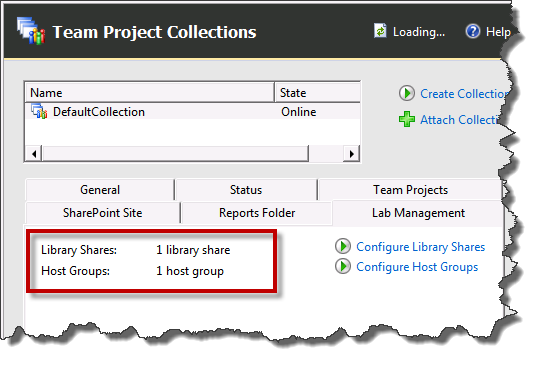 Team Project Collections
Loading...
Help
Name State
DefaultCollection Online
Create Collection
Attach Collecti
General Status Team Projects
SharePoint Site Reports Folder Lab Management
Library Shares: 1 library share
Host Groups: 1 host group
Configure Library Shares
Configure Host Groups